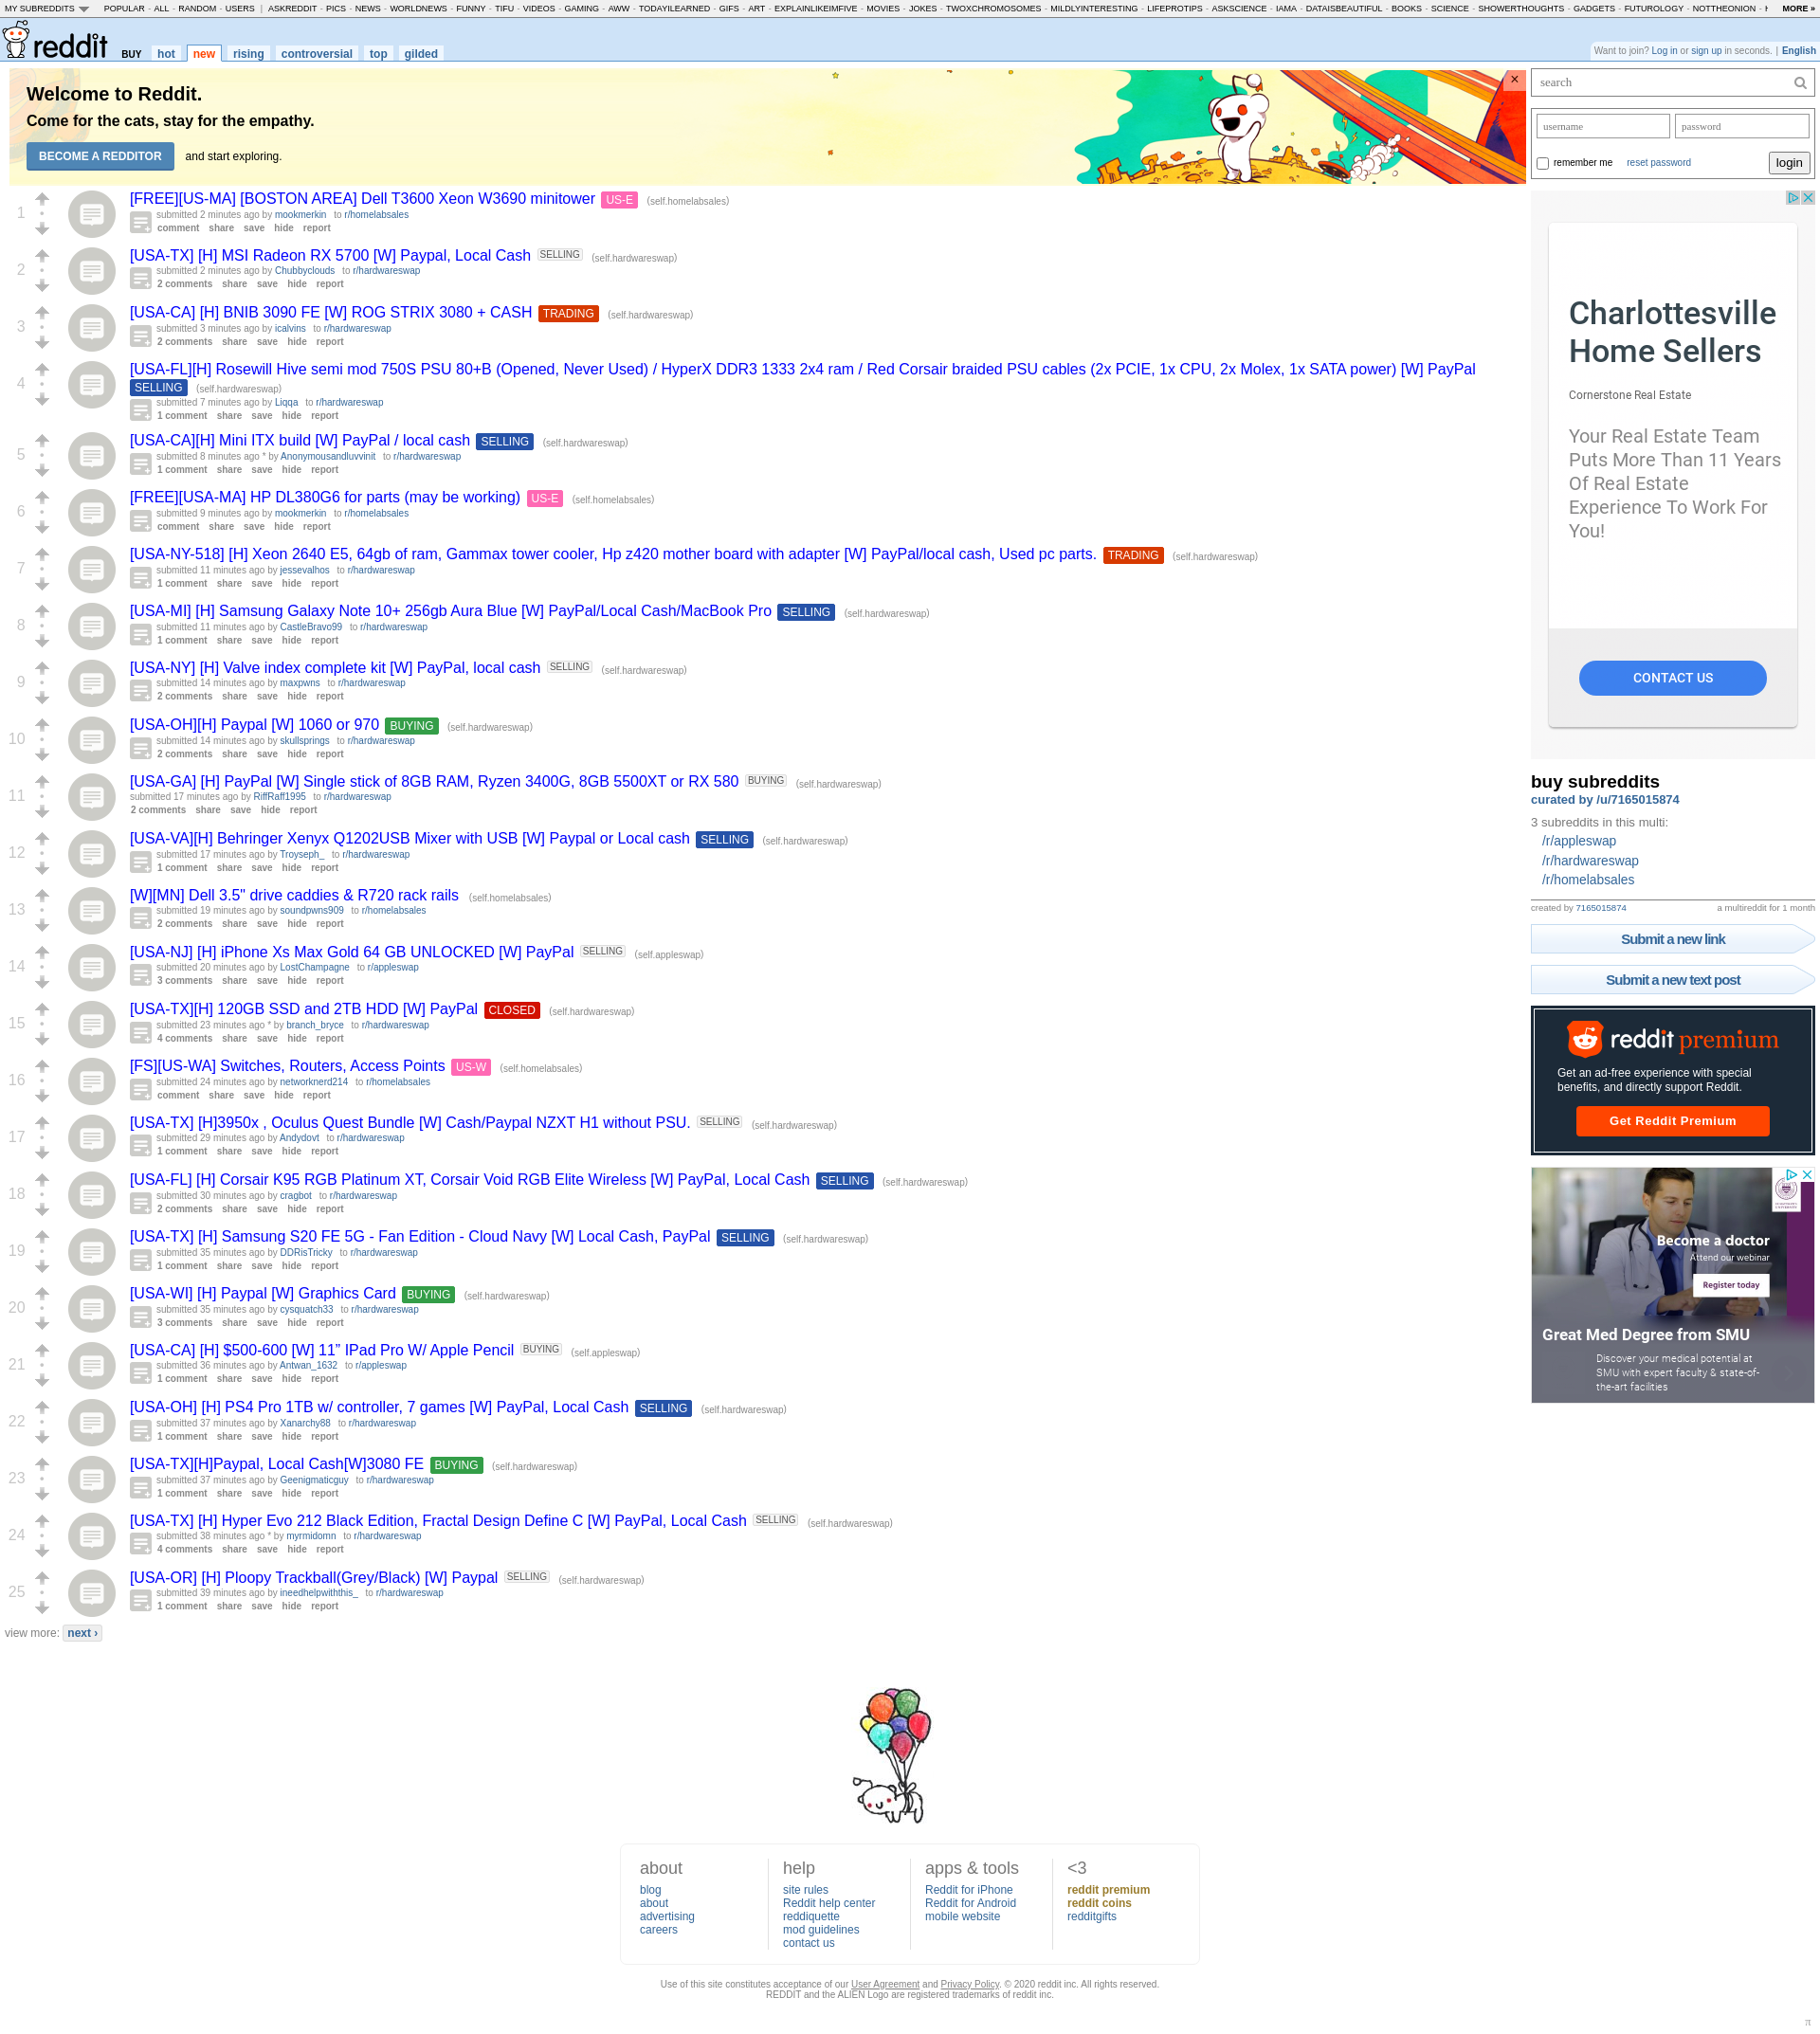 MY SUBREDDITS POPULAR - ALL - RANDOM - USERS | ASKREDDIT - PICS - NEWS - WORLDNEWS - FUNNY - TIFU - VIDEOS - GAMING - AWW - TODAYILEARNED - GIFS - ART - EXPLAINLIKEIMFIVE - MOVIES - JOKES - TWOXCHROMOSOMES - MILDLYINTERESTING - LIFEPROTIPS - ASKSCIENCE - IAMA - DATAISBEAUTIFUL - BOOKS - SCIENCE - SHOWERTHOUGHTS - GADGETS - FUTUROLOGY - NOTTHEONION - MORE »
reddit BUY hot new rising controversial top gilded
Want to join? Log in or sign up in seconds. | English
Welcome to Reddit.
Come for the cats, stay for the empathy.
BECOME A REDDITOR and start exploring.
×
1
[FREE][US-MA] [BOSTON AREA] Dell T3600 Xeon W3690 minitower US-E (self.homelabsales)
submitted 2 minutes ago by mookmerkin to r/homelabsales
comment share save hide report
2
[USA-TX] [H] MSI Radeon RX 5700 [W] Paypal, Local Cash SELLING (self.hardwareswap)
submitted 2 minutes ago by Chubbyclouds to r/hardwareswap
2 comments share save hide report
3
[USA-CA] [H] BNIB 3090 FE [W] ROG STRIX 3080 + CASH TRADING (self.hardwareswap)
submitted 3 minutes ago by icalvins to r/hardwareswap
2 comments share save hide report
4
[USA-FL][H] Rosewill Hive semi mod 750S PSU 80+B (Opened, Never Used) / HyperX DDR3 1333 2x4 ram / Red Corsair braided PSU cables (2x PCIE, 1x CPU, 2x Molex, 1x SATA power) [W] PayPal
SELLING (self.hardwareswap)
submitted 7 minutes ago by Liqqa to r/hardwareswap
1 comment share save hide report
5
[USA-CA][H] Mini ITX build [W] PayPal / local cash SELLING (self.hardwareswap)
submitted 8 minutes ago * by Anonymousandluvvinit to r/hardwareswap
1 comment share save hide report
6
[FREE][USA-MA] HP DL380G6 for parts (may be working) US-E (self.homelabsales)
submitted 9 minutes ago by mookmerkin to r/homelabsales
comment share save hide report
7
[USA-NY-518] [H] Xeon 2640 E5, 64gb of ram, Gammax tower cooler, Hp z420 mother board with adapter [W] PayPal/local cash, Used pc parts. TRADING (self.hardwareswap)
submitted 11 minutes ago by jessevalhos to r/hardwareswap
1 comment share save hide report
8
[USA-MI] [H] Samsung Galaxy Note 10+ 256gb Aura Blue [W] PayPal/Local Cash/MacBook Pro SELLING (self.hardwareswap)
submitted 11 minutes ago by CastleBravo99 to r/hardwareswap
1 comment share save hide report
9
[USA-NY] [H] Valve index complete kit [W] PayPal, local cash SELLING (self.hardwareswap)
submitted 14 minutes ago by maxpwns to r/hardwareswap
2 comments share save hide report
10
[USA-OH][H] Paypal [W] 1060 or 970 BUYING (self.hardwareswap)
submitted 14 minutes ago by skullsprings to r/hardwareswap
2 comments share save hide report
11
[USA-GA] [H] PayPal [W] Single stick of 8GB RAM, Ryzen 3400G, 8GB 5500XT or RX 580 BUYING (self.hardwareswap)
submitted 17 minutes ago by RiffRaff1995 to r/hardwareswap
2 comments share save hide report
12
[USA-VA][H] Behringer Xenyx Q1202USB Mixer with USB [W] Paypal or Local cash SELLING (self.hardwareswap)
submitted 17 minutes ago by Troyseph_ to r/hardwareswap
1 comment share save hide report
13
[W][MN] Dell 3.5" drive caddies & R720 rack rails (self.homelabsales)
submitted 19 minutes ago by soundpwns909 to r/homelabsales
2 comments share save hide report
14
[USA-NJ] [H] iPhone Xs Max Gold 64 GB UNLOCKED [W] PayPal SELLING (self.appleswap)
submitted 20 minutes ago by LostChampagne to r/appleswap
3 comments share save hide report
15
[USA-TX][H] 120GB SSD and 2TB HDD [W] PayPal CLOSED (self.hardwareswap)
submitted 23 minutes ago * by branch_bryce to r/hardwareswap
4 comments share save hide report
16
[FS][US-WA] Switches, Routers, Access Points US-W (self.homelabsales)
submitted 24 minutes ago by networknerd214 to r/homelabsales
comment share save hide report
17
[USA-TX] [H]3950x , Oculus Quest Bundle [W] Cash/Paypal NZXT H1 without PSU. SELLING (self.hardwareswap)
submitted 29 minutes ago by Andydovt to r/hardwareswap
1 comment share save hide report
18
[USA-FL] [H] Corsair K95 RGB Platinum XT, Corsair Void RGB Elite Wireless [W] PayPal, Local Cash SELLING (self.hardwareswap)
submitted 30 minutes ago by cragbot to r/hardwareswap
2 comments share save hide report
19
[USA-TX] [H] Samsung S20 FE 5G - Fan Edition - Cloud Navy [W] Local Cash, PayPal SELLING (self.hardwareswap)
submitted 35 minutes ago by DDRisTricky to r/hardwareswap
1 comment share save hide report
20
[USA-WI] [H] Paypal [W] Graphics Card BUYING (self.hardwareswap)
submitted 35 minutes ago by cysquatch33 to r/hardwareswap
3 comments share save hide report
21
[USA-CA] [H] $500-600 [W] 11” IPad Pro W/ Apple Pencil BUYING (self.appleswap)
submitted 36 minutes ago by Antwan_1632 to r/appleswap
1 comment share save hide report
22
[USA-OH] [H] PS4 Pro 1TB w/ controller, 7 games [W] PayPal, Local Cash SELLING (self.hardwareswap)
submitted 37 minutes ago by Xanarchy88 to r/hardwareswap
1 comment share save hide report
23
[USA-TX][H]Paypal, Local Cash[W]3080 FE BUYING (self.hardwareswap)
submitted 37 minutes ago by Geenigmaticguy to r/hardwareswap
1 comment share save hide report
24
[USA-TX] [H] Hyper Evo 212 Black Edition, Fractal Design Define C [W] PayPal, Local Cash SELLING (self.hardwareswap)
submitted 38 minutes ago * by myrmidomn to r/hardwareswap
4 comments share save hide report
25
[USA-OR] [H] Ploopy Trackball(Grey/Black) [W] Paypal SELLING (self.hardwareswap)
submitted 39 minutes ago by ineedhelpwiththis_ to r/hardwareswap
1 comment share save hide report
view more: next ›
search
username password
remember me reset password login
Charlottesville
Home Sellers
Cornerstone Real Estate
Your Real Estate Team
Puts More Than 11 Years
Of Real Estate
Experience To Work For
You!
CONTACT US
buy subreddits
curated by /u/7165015874
3 subreddits in this multi:
/r/appleswap
/r/hardwareswap
/r/homelabsales
created by 7165015874 a multireddit for 1 month
Submit a new link
Submit a new text post
reddit premium
Get an ad-free experience with special
benefits, and directly support Reddit.
Get Reddit Premium
Become a doctor
Attend our webinar
Register today
Great Med Degree from SMU
Discover your medical potential at
SMU with expert faculty & state-of-
the-art facilities
about
blog
about
advertising
careers
help
site rules
Reddit help center
reddiquette
mod guidelines
contact us
apps & tools
Reddit for iPhone
Reddit for Android
mobile website
<3
reddit premium
reddit coins
redditgifts
Use of this site constitutes acceptance of our User Agreement and Privacy Policy. © 2020 reddit inc. All rights reserved.
REDDIT and the ALIEN Logo are registered trademarks of reddit inc.
π